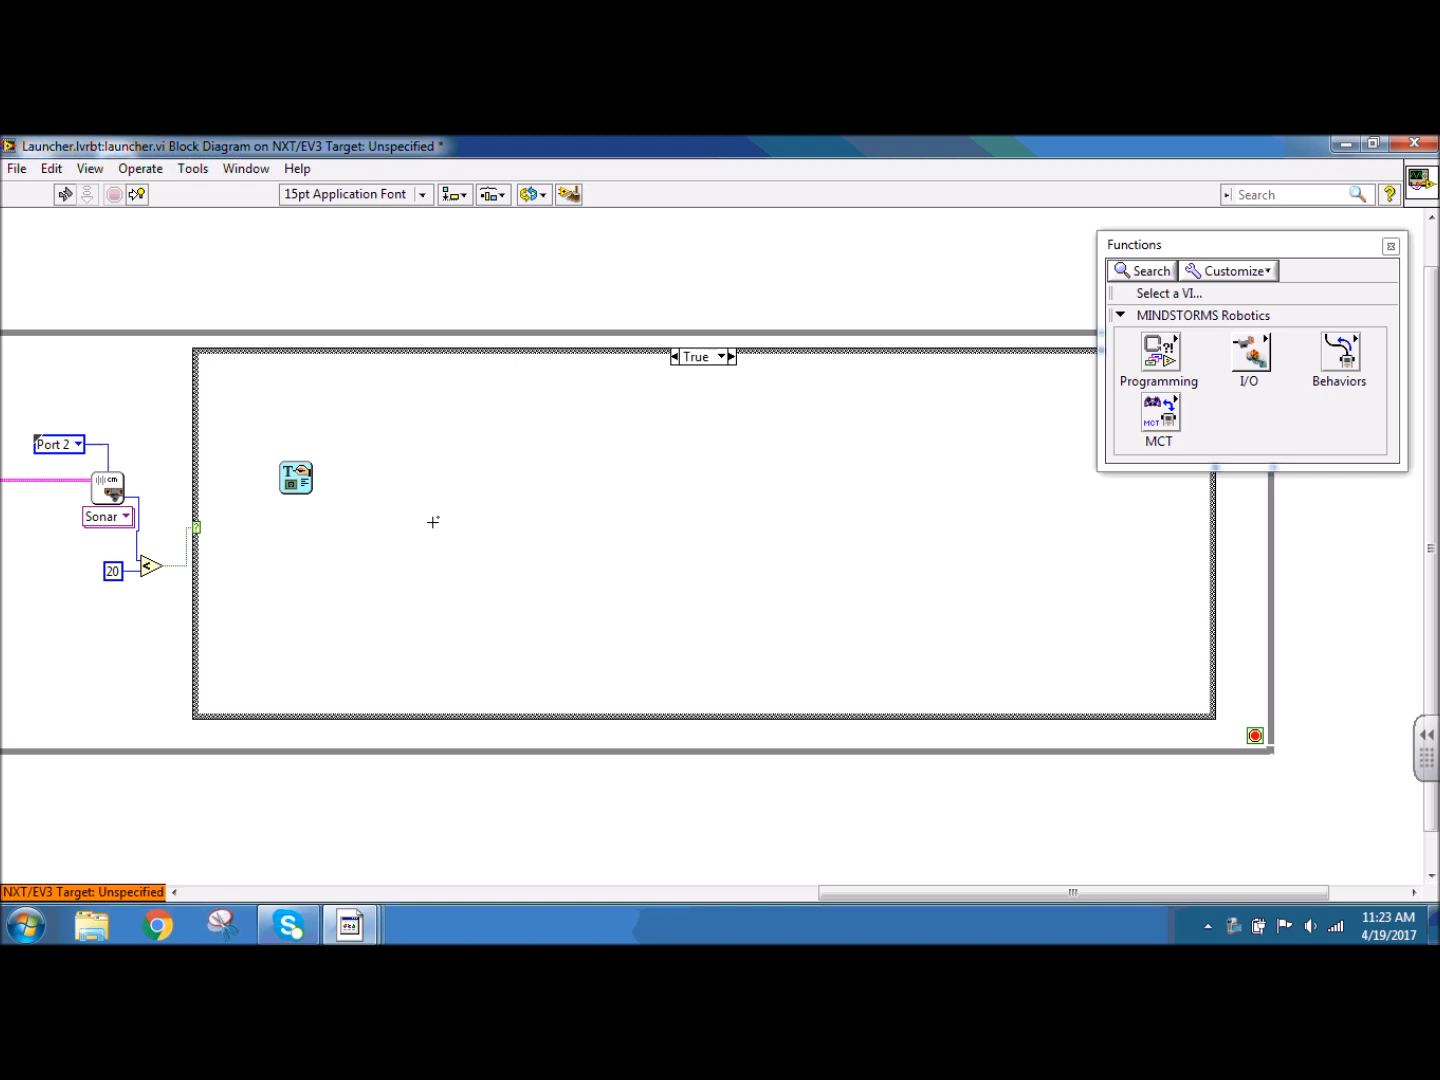 Launcher.lvrbt:launcher.vi Block Diagram on NXT/EV3 Target: Unspecified *
File Edit View Operate Tools Window Help
15pt Application Font
Search
Functions
Search Customize
Select a VI...
MINDSTORMS Robotics
Programming I/O Behaviors
MCT
MCT
True
Port 2
cm
Sonar
20
<
?
T
NXT/EV3 Target: Unspecified
11:23 AM
4/19/2017